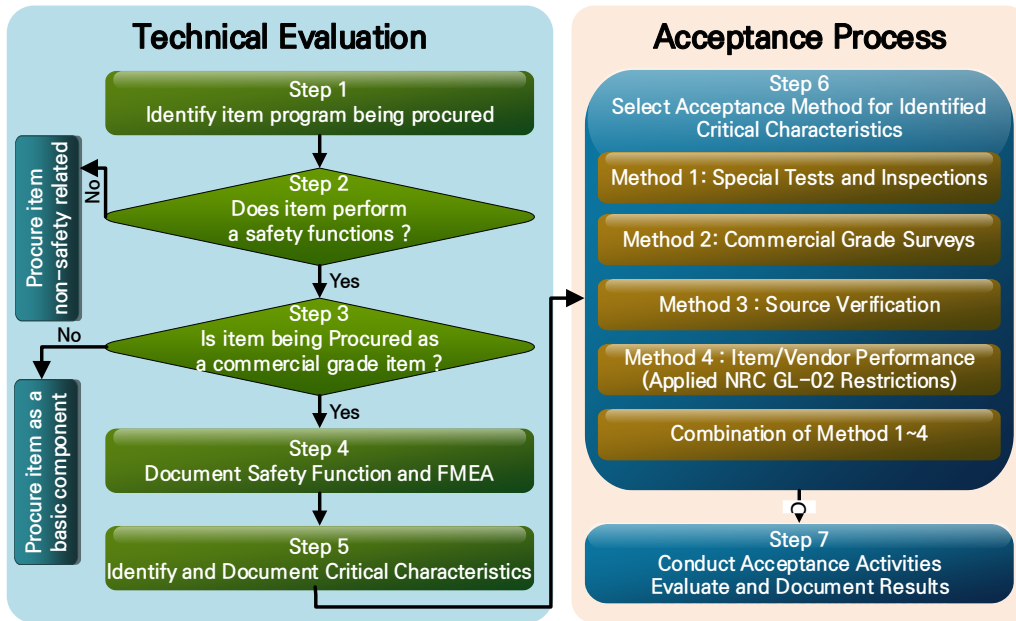 Technical Evaluation
Step 1
Identify item program being procured
Step 2
Does item perform
a safety functions ?
No
Procure item
non-safety related
Yes
Step 3
Is item being Procured as
a commercial grade item ?
No
Procure item as a
basic component
Yes
Step 4
Document Safety Function and FMEA
Step 5
Identify and Document Critical Characteristics
Acceptance Process
Step 6
Select Acceptance Method for Identified
Critical Characteristics
Method 1: Special Tests and Inspections
Method 2: Commercial Grade Surveys
Method 3 : Source Verification
Method 4 : Item/Vendor Performance
(Applied NRC GL-02 Restrictions)
Combination of Method 1~4
Step 7
Conduct Acceptance Activities
Evaluate and Document Results